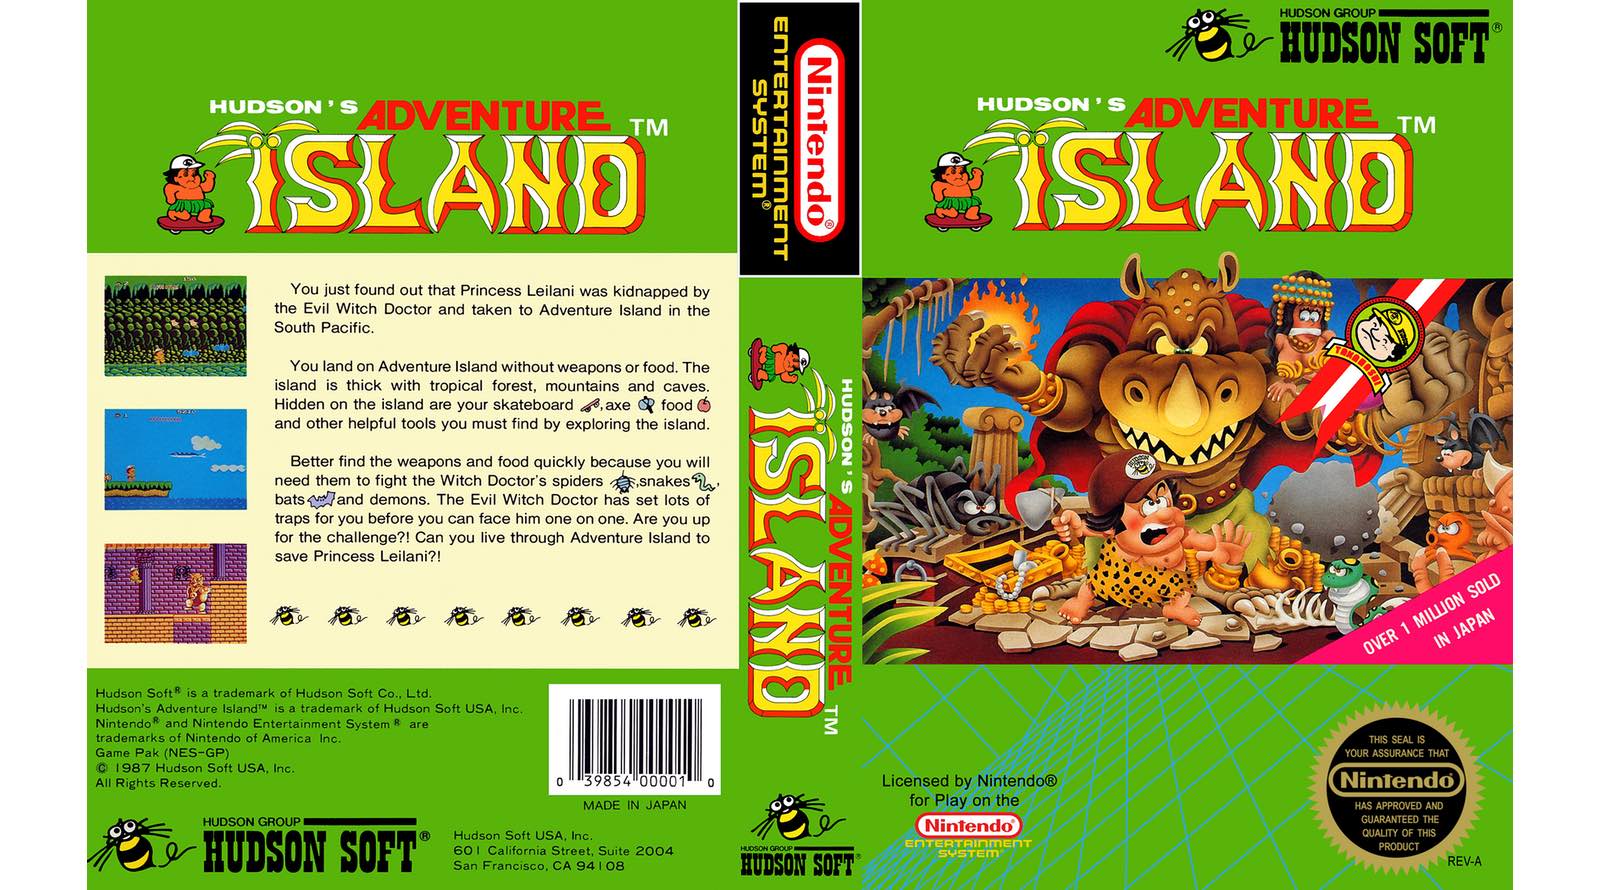 HUDSON'S ADVENTURE
ISLAND TM
You just found out that Princess Leilani was kidnapped by
the Evil Witch Doctor and taken to Adventure Island in the
South Pacific.
You land on Adventure Island without weapons or food. The
island is thick with tropical forest, mountains and caves.
Hidden on the island are your skateboard ,axe food
and other helpful tools you must find by exploring the island.
Better find the weapons and food quickly because you will
need them to fight the Witch Doctor's spiders ,snakes ,
bats and demons. The Evil Witch Doctor has set lots of
traps for you before you can face him one on one. Are you up
for the challenge?! Can you live through Adventure Island to
save Princess Leilani?!
Hudson Soft® is a trademark of Hudson Soft Co., Ltd.
Hudson's Adventure Island™ is a trademark of Hudson Soft USA, Inc.
Nintendo® and Nintendo Entertainment System® are
trademarks of Nintendo of America Inc.
Game Pak (NES-GP)
© 1987 Hudson Soft USA, Inc.
All Rights Reserved.
0 39854 00001 0
MADE IN JAPAN
HUDSON GROUP
HUDSON SOFT®
Hudson Soft USA, Inc.
601 California Street, Suite 2004
San Francisco, CA 94108
Nintendo®
ENTERTAINMENT
SYSTEM®
HUDSON'S ADVENTURE
ISLAND TM
HUDSON GROUP
HUDSON SOFT®
HUDSON GROUP
HUDSON SOFT®
HUDSON'S ADVENTURE
ISLAND TM
TAKAHASHI
HUDSON
OVER 1 MILLION SOLD
IN JAPAN
Licensed by Nintendo®
for Play on the
Nintendo®
ENTERTAINMENT
SYSTEM™
THIS SEAL IS
YOUR ASSURANCE THAT
Nintendo®
HAS APPROVED AND
GUARANTEED THE
QUALITY OF THIS
PRODUCT
REV-A